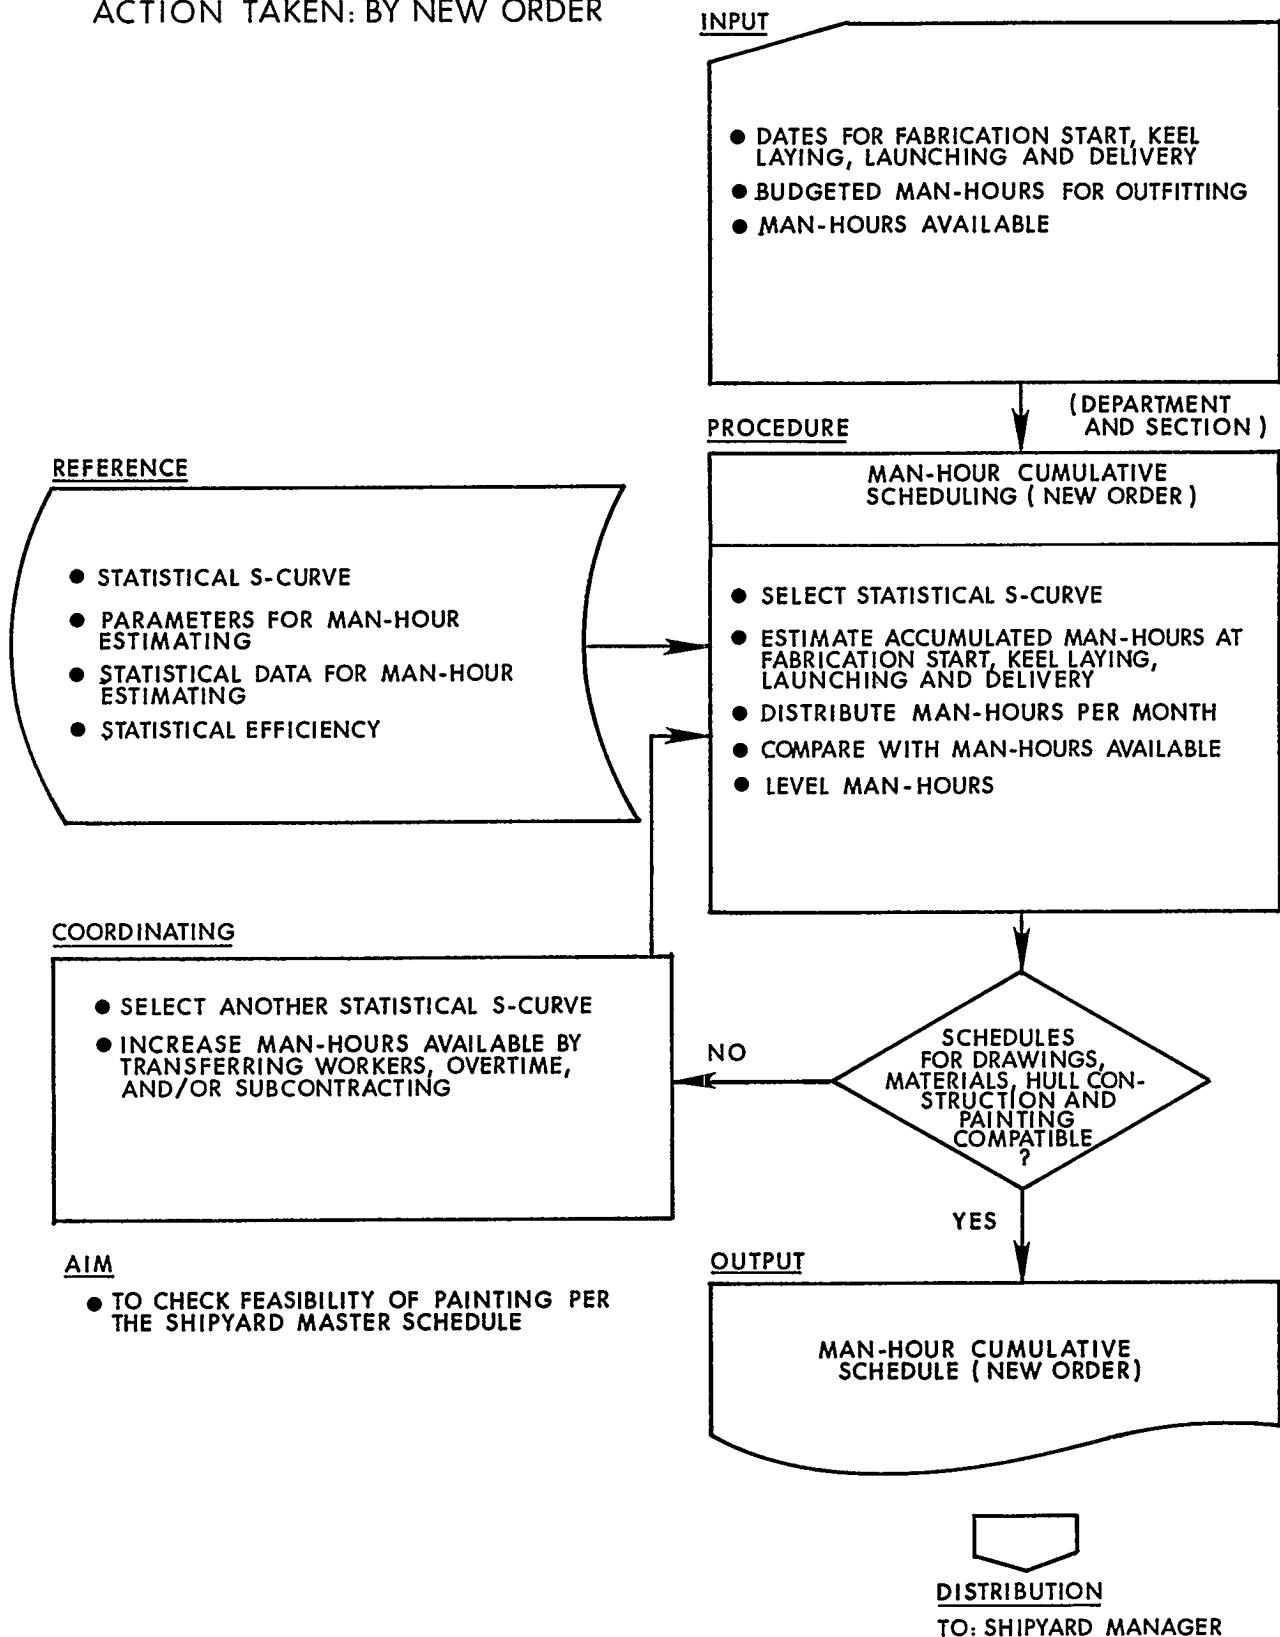 ACTION TAKEN: BY NEW ORDER
INPUT
● DATES FOR FABRICATION START, KEEL
LAYING, LAUNCHING AND DELIVERY
● BUDGETED MAN-HOURS FOR OUTFITTING
● MAN-HOURS AVAILABLE
(DEPARTMENT
AND SECTION)
PROCEDURE
MAN-HOUR CUMULATIVE
SCHEDULING (NEW ORDER)
● SELECT STATISTICAL S-CURVE
● ESTIMATE ACCUMULATED MAN-HOURS AT
FABRICATION START, KEEL LAYING,
LAUNCHING AND DELIVERY
● DISTRIBUTE MAN-HOURS PER MONTH
● COMPARE WITH MAN-HOURS AVAILABLE
● LEVEL MAN-HOURS
REFERENCE
● STATISTICAL S-CURVE
● PARAMETERS FOR MAN-HOUR
ESTIMATING
● STATISTICAL DATA FOR MAN-HOUR
ESTIMATING
● STATISTICAL EFFICIENCY
COORDINATING
● SELECT ANOTHER STATISTICAL S-CURVE
● INCREASE MAN-HOURS AVAILABLE BY
TRANSFERRING WORKERS, OVERTIME,
AND/OR SUBCONTRACTING
NO
SCHEDULES
FOR DRAWINGS,
MATERIALS, HULL CON-
STRUCTION AND
PAINTING
COMPATIBLE
?
YES
AIM
● TO CHECK FEASIBILITY OF PAINTING PER
THE SHIPYARD MASTER SCHEDULE
OUTPUT
MAN-HOUR CUMULATIVE
SCHEDULE (NEW ORDER)
DISTRIBUTION
TO: SHIPYARD MANAGER